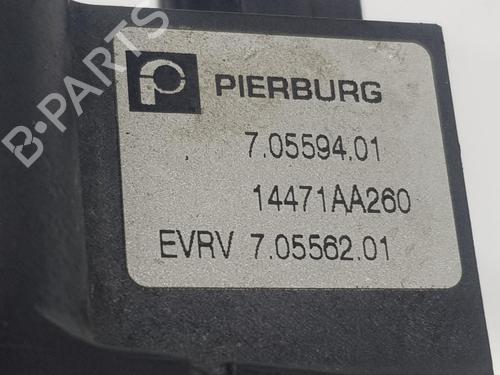 PIERBURG
7.05594.01
14471AA260
EVRV 7.05562.01
B-PARTS